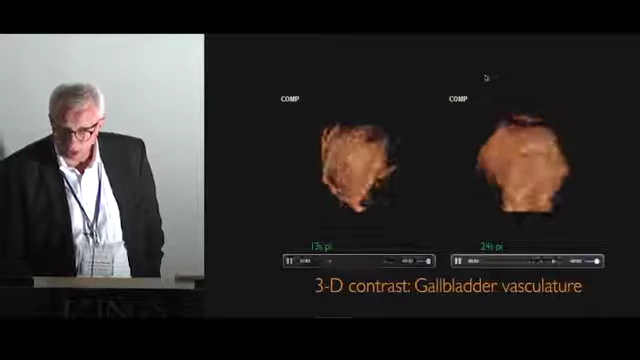 COMP
COMP
13s pi
24s pi
3-D contrast: Gallbladder vasculature